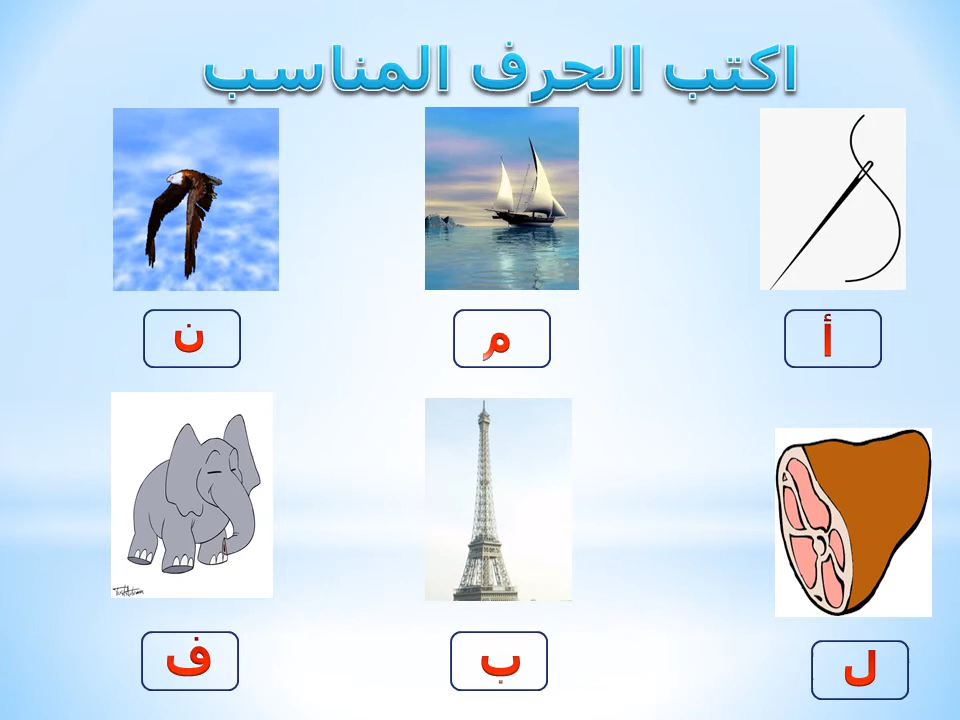 اكتب الحرف المناسب
أ م ن
ل ب ف